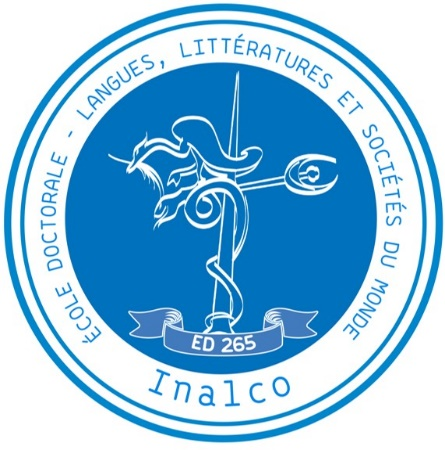 ÉCOLE DOCTORALE - LANGUES, LITTÉRATURES ET SOCIÉTÉS DU MONDE
ED 265
Inalco